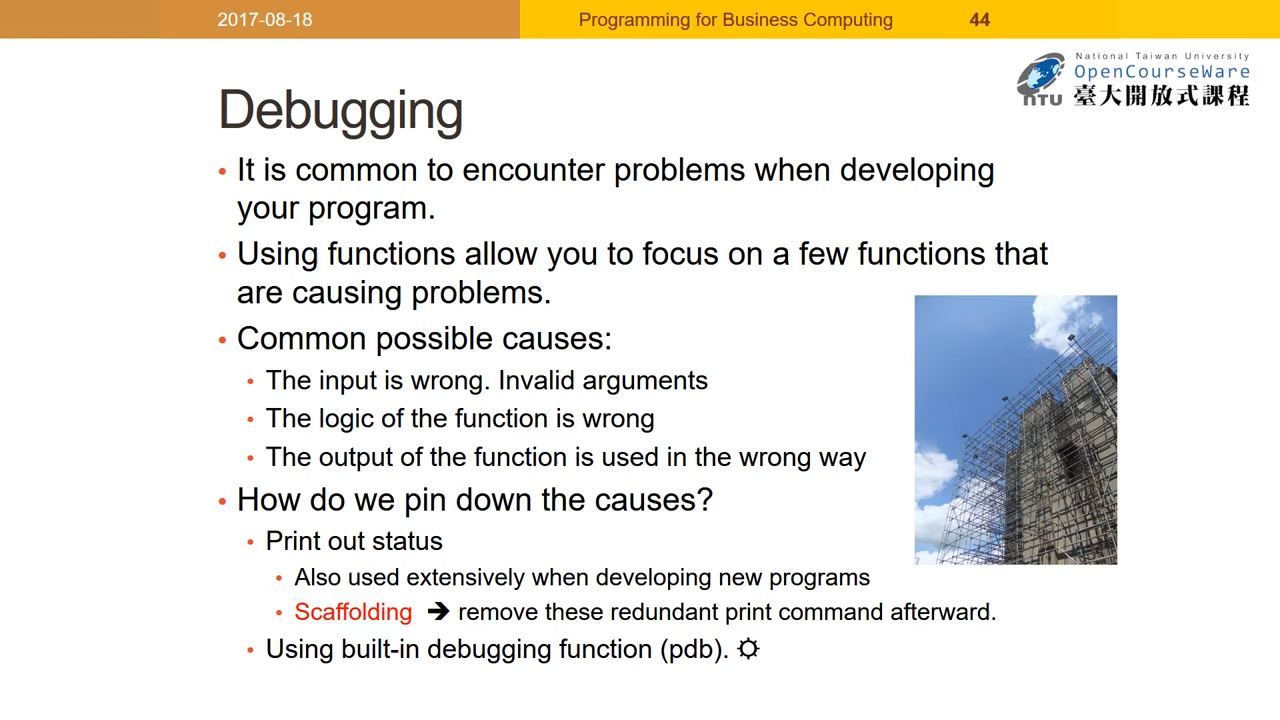 2017-08-18
Programming for Business Computing
44
National Taiwan University
OpenCourseWare
NTU
臺大開放式課程
Debugging
• It is common to encounter problems when developing
your program.
• Using functions allow you to focus on a few functions that
are causing problems.
• Common possible causes:
• The input is wrong. Invalid arguments
• The logic of the function is wrong
• The output of the function is used in the wrong way
• How do we pin down the causes?
• Print out status
• Also used extensively when developing new programs
• Scaffolding ➔ remove these redundant print command afterward.
• Using built-in debugging function (pdb). ☼